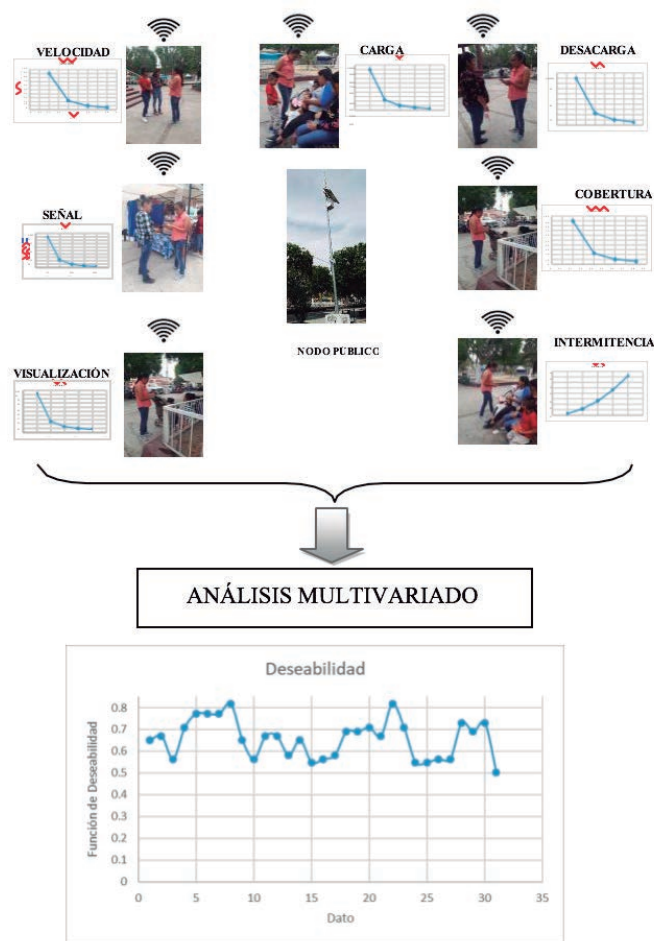 VELOCIDAD
CARGA
DESACARGA
SEÑAL
COBERTURA
NODO PÚBLICO
VISUALIZACIÓN
INTERMITENCIA
ANÁLISIS MULTIVARIADO
Deseabilidad
Función de Deseabilidad
0.8
0.7
0.6
0.5
0.4
0.3
0.2
0.1
0
0 5 10 15 20 25 30 35
Dato